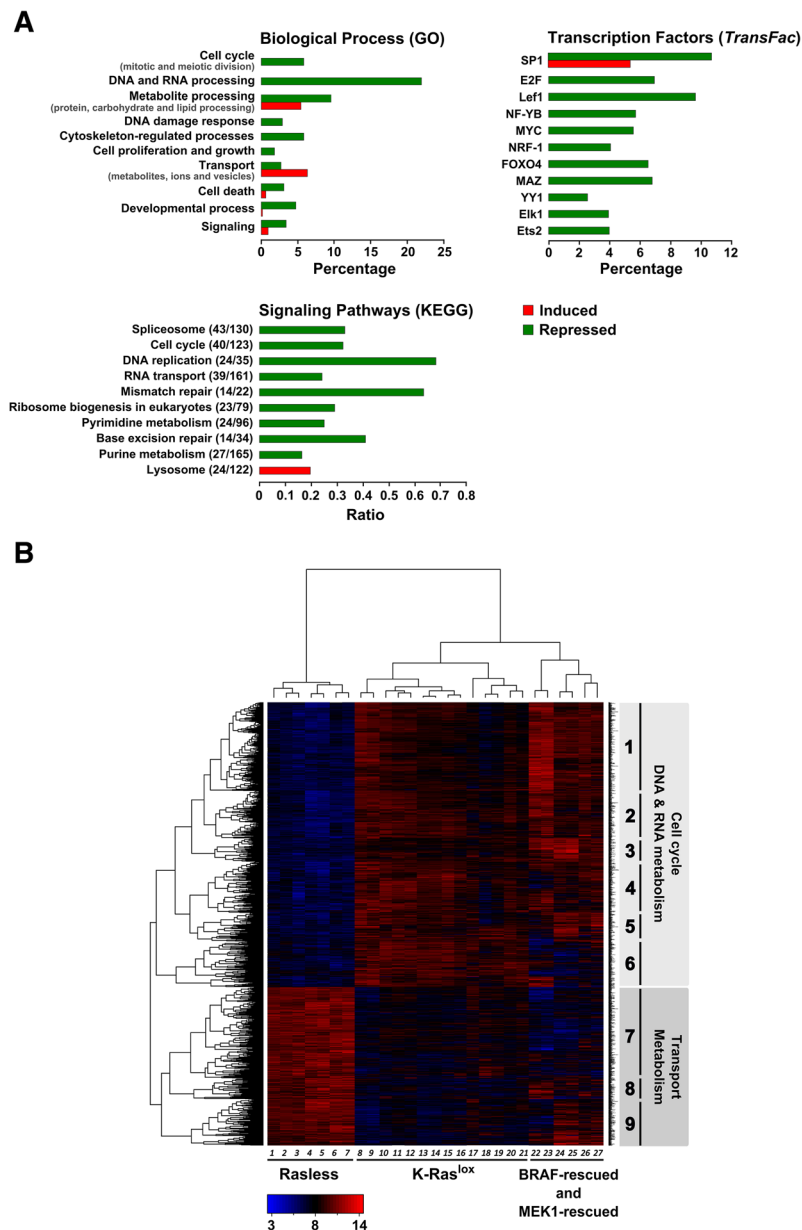 A
Biological Process (GO)
Cell cycle
(mitotic and meiotic division)
DNA and RNA processing
Metabolite processing
(protein, carbohydrate and lipid processing)
DNA damage response
Cytoskeleton-regulated processes
Cell proliferation and growth
Transport
(metabolites, ions and vesicles)
Cell death
Developmental process
Signaling
0 5 10 15 20 25
Percentage
Transcription Factors (TransFac)
SP1
E2F
Lef1
NF-YB
MYC
NRF-1
FOXO4
MAZ
YY1
Elk1
Ets2
0 2 4 6 8 10 12
Percentage
Signaling Pathways (KEGG)
Spliceosome (43/130)
Cell cycle (40/123)
DNA replication (24/35)
RNA transport (39/161)
Mismatch repair (14/22)
Ribosome biogenesis in eukaryotes (23/79)
Pyrimidine metabolism (24/96)
Base excision repair (14/34)
Purine metabolism (27/165)
Lysosome (24/122)
0 0.1 0.2 0.3 0.4 0.5 0.6 0.7 0.8
Ratio
Induced
Repressed
B
1
2
3
4
5
6
7
8
9
Cell cycle
DNA & RNA metabolism
Transport
Metabolism
1 2 3 4 5 6 7 8 9 10 11 12 13 14 15 16 17 18 19 20 21 22 23 24 25 26 27
Rasless
K-Raslox
BRAF-rescued
and
MEK1-rescued
3 8 14